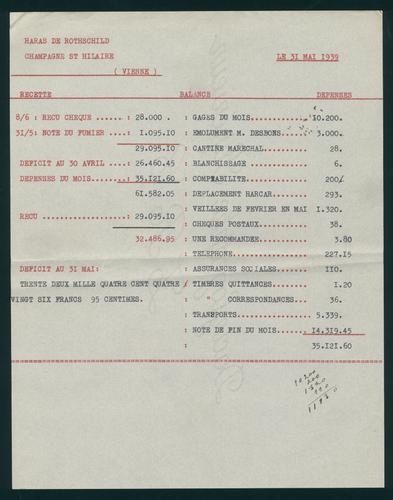 HARAS DE ROTHSCHILD
CHAMPAGNE ST HILAIRE LE 31 MAI 1939
( VIENNE )
RECETTE BALANCE DEPENSES
8/6 : RECU CHEQUE ......: 28.000 : GAGES DU MOIS........10.200.
31/5: NOTE DU FUMIER ....: 1.095.10 : EMOLUMENT M. DESBONS 3.000.
29.095.10 : CANTINE MARECHAL 28.
DEFICIT AU 30 AVRIL ....: 26.460.45 : BLANCHISSAGE 6.
DEPENSES DU MOIS........: 35.121.60 : COMPTABILITE 200.
61.582.05 : DEPLACEMENT HARCAR 293.
: VEILLEES DE FEVRIER EN MAI 1.320.
RECU ...................: 29.095.10 : CHEQUES POSTAUX 38.
32.486.95 : UNE RECOMMANDEE 3.80
: TELEPHONE 227.15
DEFICIT AU 31 MAI: : ASSURANCES SOCIALES 110.
TRENTE DEUX MILLE QUATRE CENT QUATRE / : TIMBRES QUITTANCES 1.20
VINGT SIX FRANCS 95 CENTIMES. : " CORRESPONDANCES 36.
: TRANSPORTS 5.339.
: NOTE DE FIN DU MOIS 14.319.45
: 35.121.60
10200
200
1320